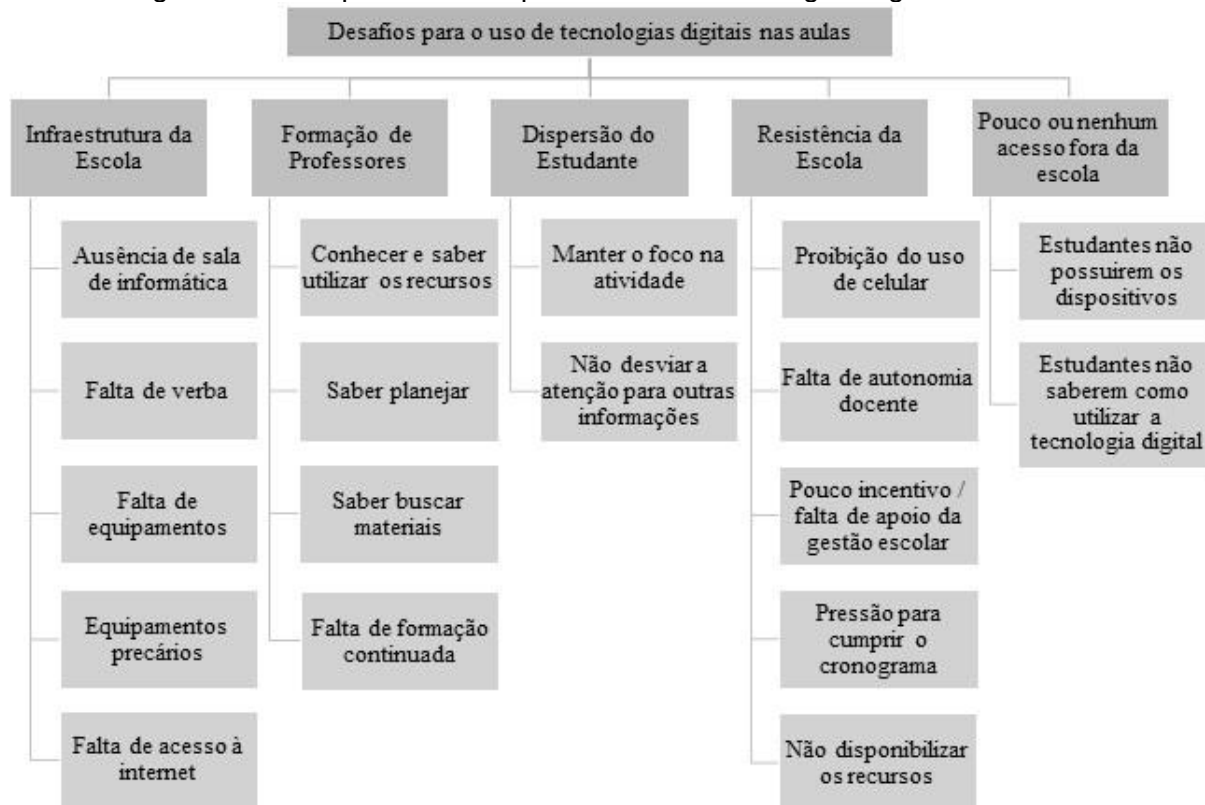 Desafios para o uso de tecnologias digitais nas aulas
Infraestrutura da
Escola
Ausência de sala
de informática
Falta de verba
Falta de
equipamentos
Equipamentos
precários
Falta de acesso à
internet
Formação de
Professores
Conhecer e saber
utilizar os recursos
Saber planejar
Saber buscar
materiais
Falta de formação
continuada
Dispersão do
Estudante
Manter o foco na
atividade
Não desviar a
atenção para outras
informações
Resistência da
Escola
Proibição do uso
de celular
Falta de autonomia
docente
Pouco incentivo /
falta de apoio da
gestão escolar
Pressão para
cumprir o
cronograma
Não disponibilizar
os recursos
Pouco ou nenhum
acesso fora da
escola
Estudantes não
possuirem os
dispositivos
Estudantes não
saberem como
utilizar a
tecnologia digital